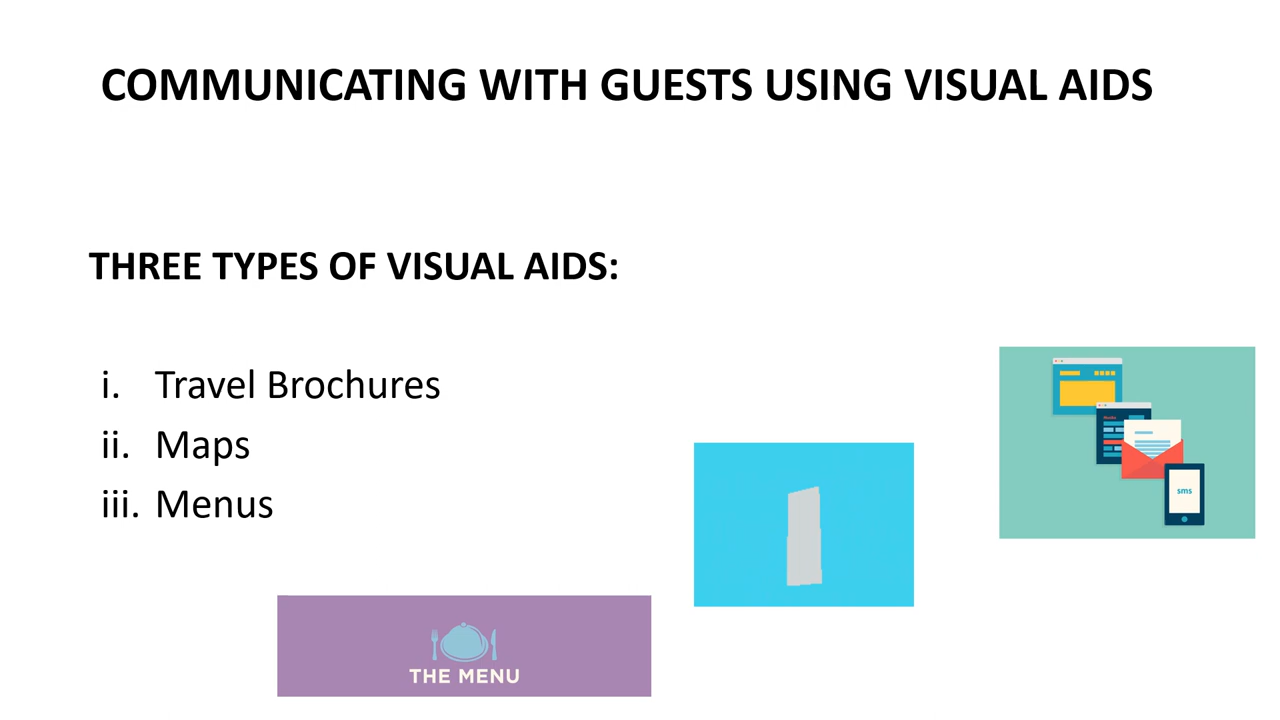 COMMUNICATING WITH GUESTS USING VISUAL AIDS
THREE TYPES OF VISUAL AIDS:
i. Travel Brochures
ii. Maps
iii. Menus
sms
THE MENU